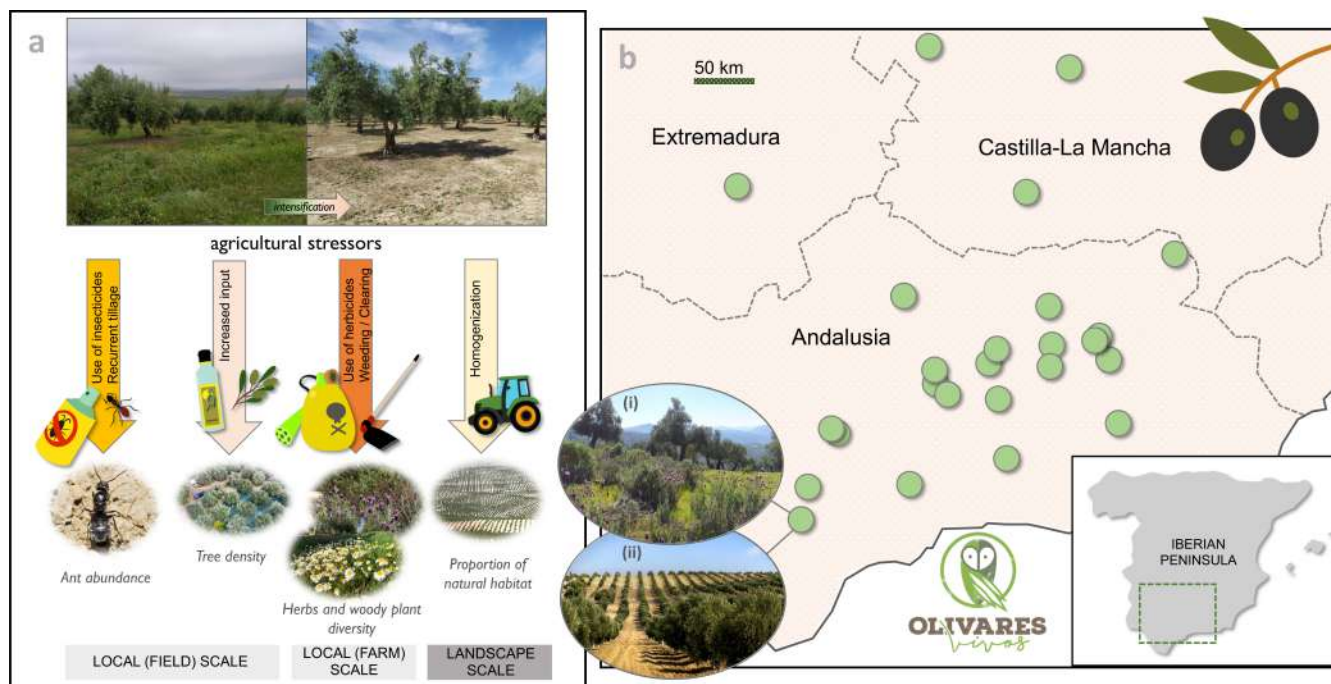 a
intensification
agricultural stressors
Use of insecticides
Recurrent tillage
Increased input
Use of herbicides
Weeding / Clearing
Homogenization
Ant abundance
Tree density
Herbs and woody plant
diversity
Proportion of
natural habitat
LOCAL (FIELD) SCALE
LOCAL (FARM)
SCALE
LANDSCAPE
SCALE
b
50 km
Extremadura
Castilla-La Mancha
Andalusia
(i)
(ii)
OLIVARES
vivos
IBERIAN
PENINSULA